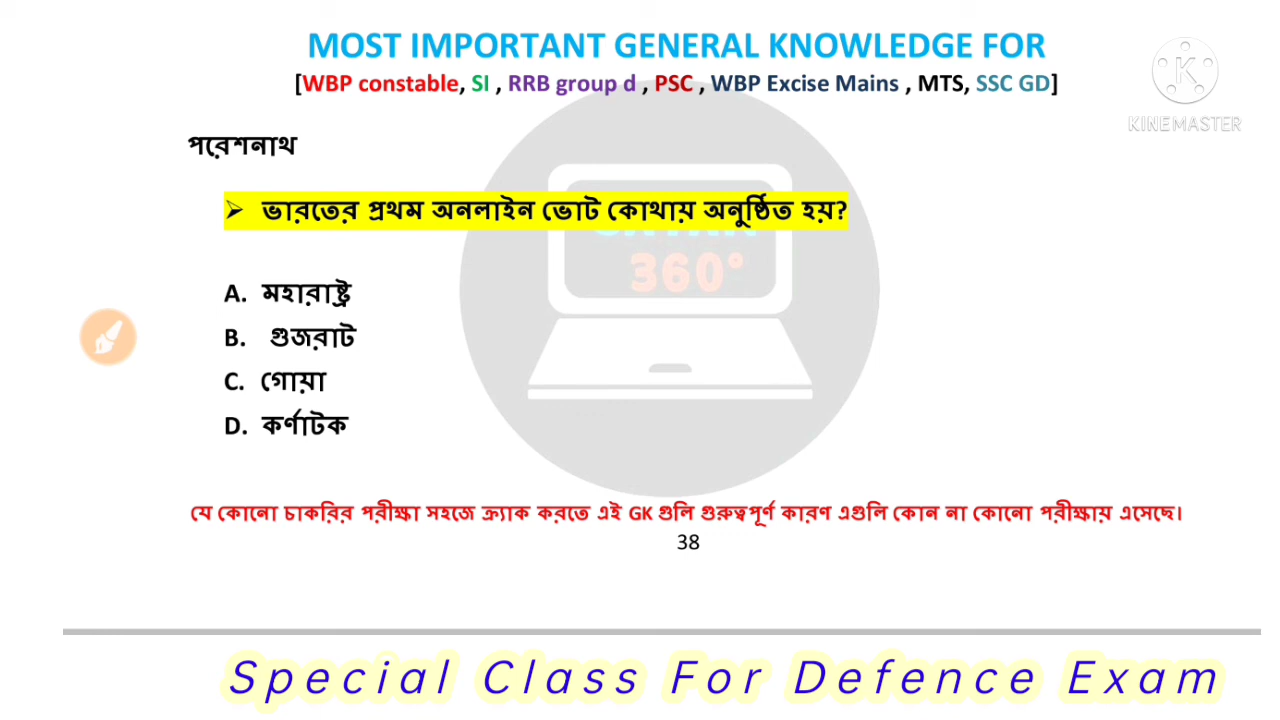 MOST IMPORTANT GENERAL KNOWLEDGE FOR
[WBP constable, SI , RRB group d , PSC , WBP Excise Mains , MTS, SSC GD]
KINEMASTER
পরেশনাথ
➢ ভারতের প্রথম অনলাইন ভোট কোথায় অনুষ্ঠিত হয়?
360°
A. মহারাষ্ট্র
B. গুজরাট
C. গোয়া
D. কর্ণাটক
যে কোনো চাকরির পরীক্ষা সহজে ক্র্যাক করতে এই GK গুলি গুরুত্বপূর্ণ কারণ এগুলি কোন না কোনো পরীক্ষায় এসেছে।
38
Special Class For Defence Exam